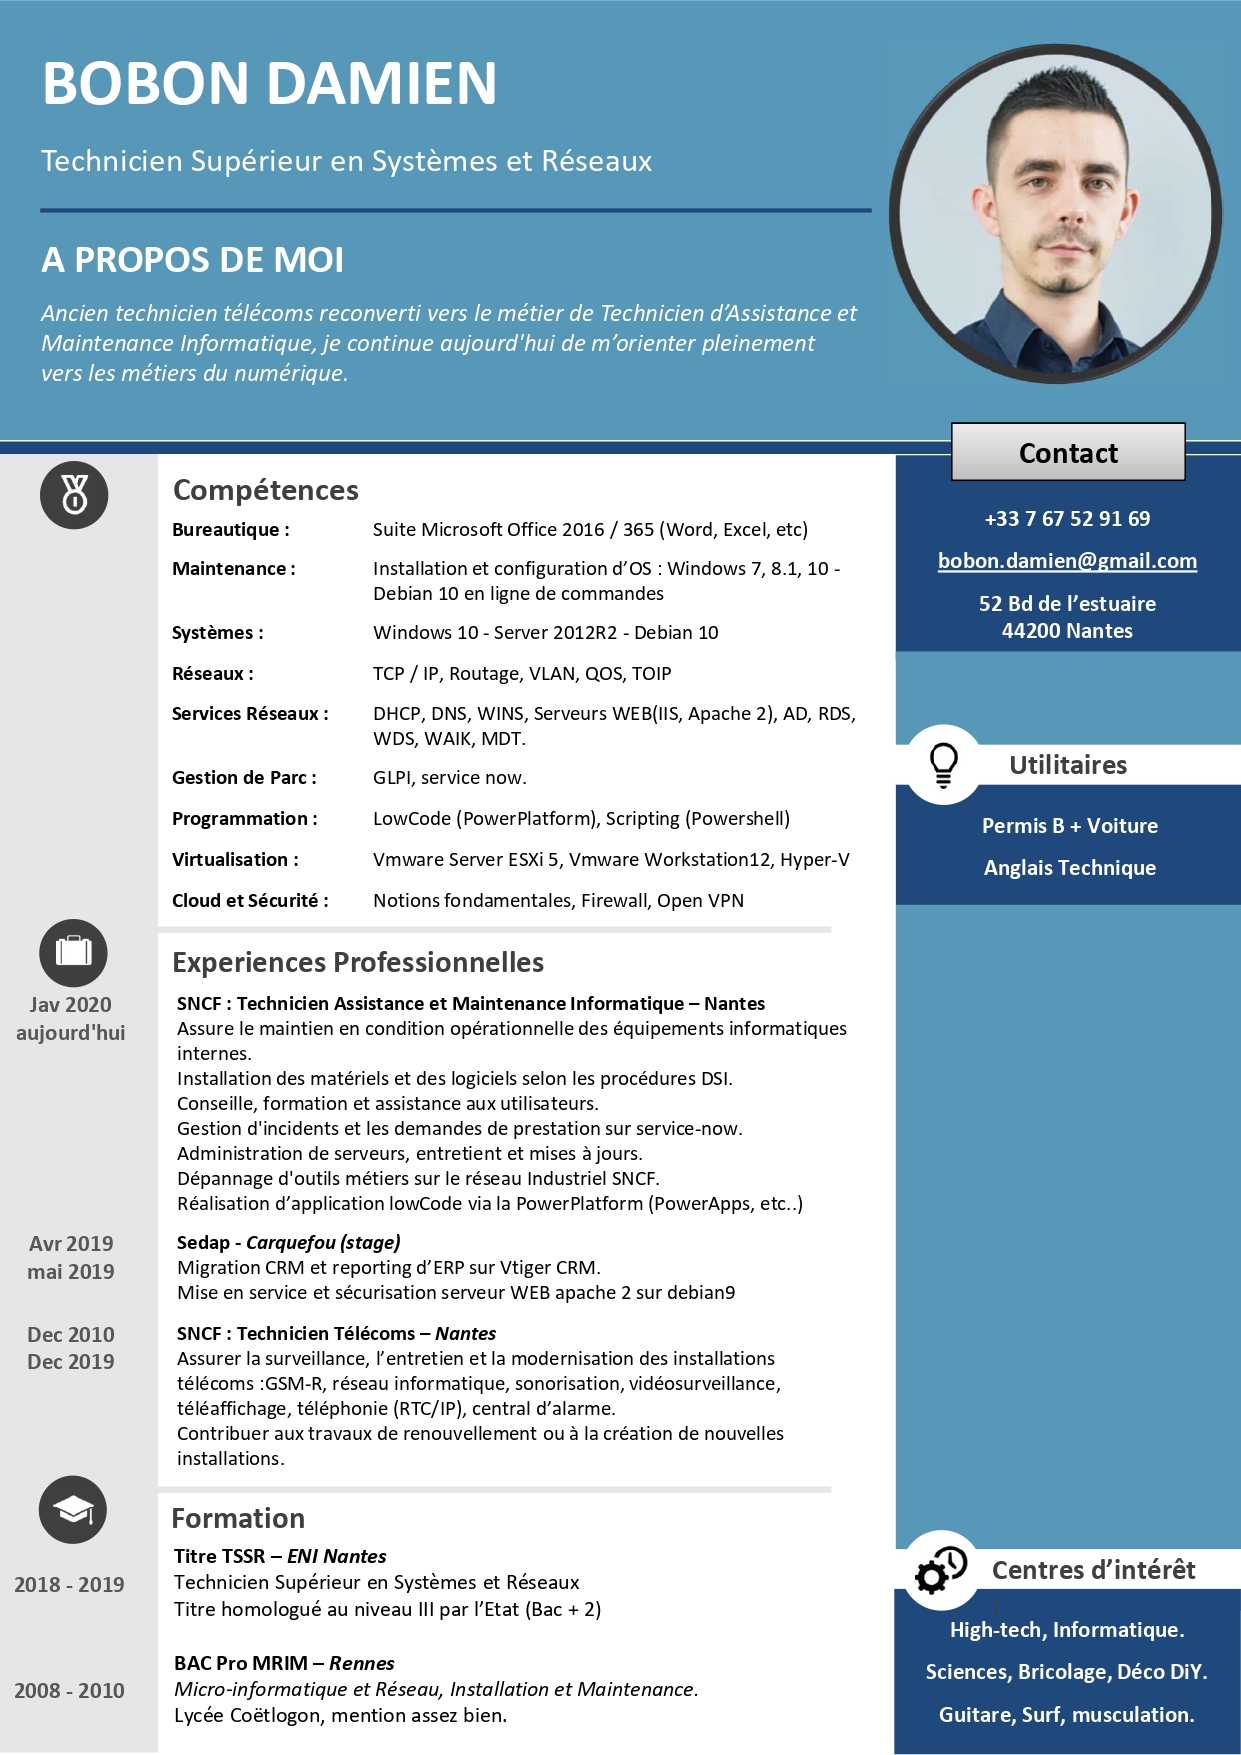 BOBON DAMIEN
Technicien Supérieur en Systèmes et Réseaux
A PROPOS DE MOI
Ancien technicien télécoms reconverti vers le métier de Technicien d’Assistance et
Maintenance Informatique, je continue aujourd'hui de m’orienter pleinement
vers les métiers du numérique.
Contact
+33 7 67 52 91 69
bobon.damien@gmail.com
52 Bd de l’estuaire
44200 Nantes
Utilitaires
Permis B + Voiture
Anglais Technique
Centres d’intérêt
:
High-tech, Informatique.
Sciences, Bricolage, Déco DiY.
Guitare, Surf, musculation.
Compétences
Bureautique : Suite Microsoft Office 2016 / 365 (Word, Excel, etc)
Maintenance : Installation et configuration d’OS : Windows 7, 8.1, 10 -
Debian 10 en ligne de commandes
Systèmes : Windows 10 - Server 2012R2 - Debian 10
Réseaux : TCP / IP, Routage, VLAN, QOS, TOIP
Services Réseaux : DHCP, DNS, WINS, Serveurs WEB(IIS, Apache 2), AD, RDS,
WDS, WAIK, MDT.
Gestion de Parc : GLPI, service now.
Programmation : LowCode (PowerPlatform), Scripting (Powershell)
Virtualisation : Vmware Server ESXi 5, Vmware Workstation12, Hyper-V
Cloud et Sécurité : Notions fondamentales, Firewall, Open VPN
Experiences Professionnelles
Jav 2020
aujourd'hui
SNCF : Technicien Assistance et Maintenance Informatique – Nantes
Assure le maintien en condition opérationnelle des équipements informatiques
internes.
Installation des matériels et des logiciels selon les procédures DSI.
Conseille, formation et assistance aux utilisateurs.
Gestion d'incidents et les demandes de prestation sur service-now.
Administration de serveurs, entretient et mises à jours.
Dépannage d'outils métiers sur le réseau Industriel SNCF.
Réalisation d’application lowCode via la PowerPlatform (PowerApps, etc..)
Avr 2019
mai 2019
Sedap - Carquefou (stage)
Migration CRM et reporting d’ERP sur Vtiger CRM.
Mise en service et sécurisation serveur WEB apache 2 sur debian9
Dec 2010
Dec 2019
SNCF : Technicien Télécoms – Nantes
Assurer la surveillance, l’entretien et la modernisation des installations
télécoms :GSM-R, réseau informatique, sonorisation, vidéosurveillance,
téléaffichage, téléphonie (RTC/IP), central d’alarme.
Contribuer aux travaux de renouvellement ou à la création de nouvelles
installations.
Formation
2018 - 2019
Titre TSSR – ENI Nantes
Technicien Supérieur en Systèmes et Réseaux
Titre homologué au niveau III par l’Etat (Bac + 2)
2008 - 2010
BAC Pro MRIM – Rennes
Micro-informatique et Réseau, Installation et Maintenance.
Lycée Coëtlogon, mention assez bien.